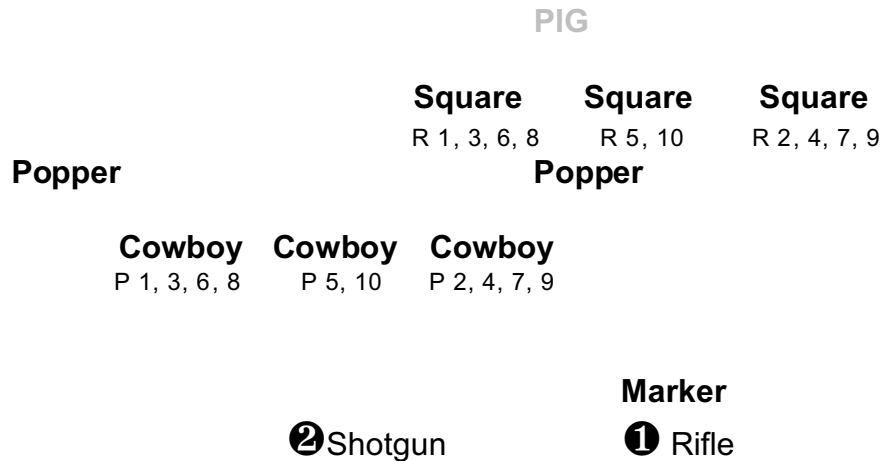 PIG
Square Square Square
R 1, 3, 6, 8 R 5, 10 R 2, 4, 7, 9
Popper Popper
Cowboy Cowboy Cowboy
P 1, 3, 6, 8 P 5, 10 P 2, 4, 7, 9
Marker
❷Shotgun ❶ Rifle